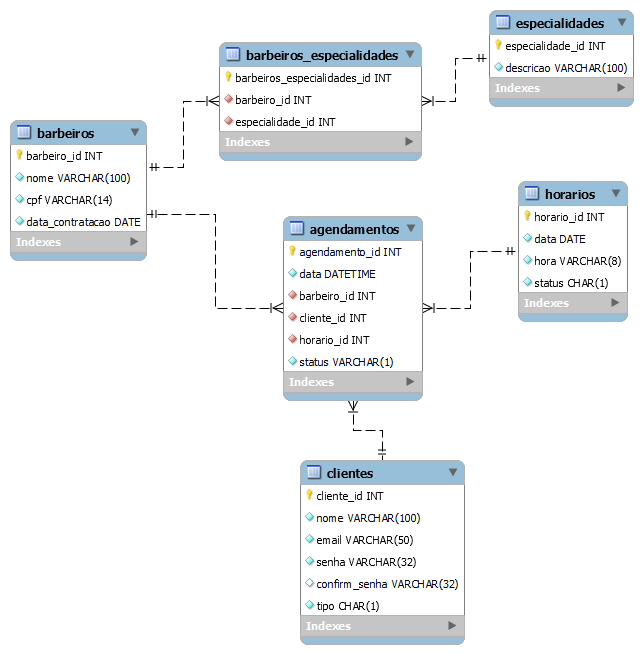 especialidades
especialidade_id INT
descricao VARCHAR(100)
Indexes
barbeiros_especialidades
barbeiros_especialidades_id INT
barbeiro_id INT
especialidade_id INT
Indexes
barbeiros
barbeiro_id INT
nome VARCHAR(100)
cpf VARCHAR(14)
data_contratacao DATE
Indexes
horarios
horario_id INT
data DATE
hora VARCHAR(8)
status CHAR(1)
Indexes
agendamentos
agendamento_id INT
data DATETIME
barbeiro_id INT
cliente_id INT
horario_id INT
status VARCHAR(1)
Indexes
clientes
cliente_id INT
nome VARCHAR(100)
email VARCHAR(50)
senha VARCHAR(32)
confirm_senha VARCHAR(32)
tipo CHAR(1)
Indexes